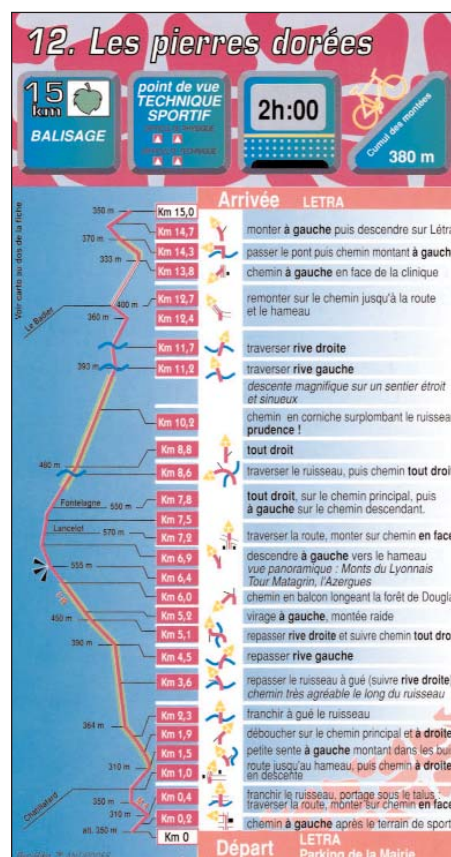 12. Les pierres dorées
15
km
BALISAGE
point de vue
TECHNIQUE
SPORTIF
2h:00
Cumul des montées
380 m
Voir carte au dos de la fiche
Arrivée LETRA
350 m
Km 15,0
370 m
Km 14,7
monter à gauche puis descendre sur Létra
Km 14,3
passer le pont puis chemin montant à gauch
333 m
Km 13,8
chemin à gauche en face de la clinique
Le Badier
400 m
Km 12,7
remonter sur le chemin jusqu'à la route
et le hameau
360 m
Km 12,4
Km 11,7
traverser rive droite
393 m
Km 11,2
traverser rive gauche
descente magnifique sur un sentier étroit
et sinueux
Km 10,2
chemin en corniche surplombant le ruissea
prudence !
Km 8,8
tout droit
460 m
Km 8,6
traverser le ruisseau, puis chemin tout droit
Fontelagne
550 m
Km 7,8
tout droit, sur le chemin principal, puis
à gauche sur le chemin descendant.
Km 7,5
Lancelot
570 m
Km 7,2
traverser la route, monter sur chemin en face
Km 6,9
descendre à gauche vers le hameau
vue panoramique : Monts du Lyonnais
Tour Matagrin, l'Azergues
555 m
Km 6,4
Km 6,0
chemin en balcon longeant la forêt de Dougla
Km 5,2
virage à gauche, montée raide
450 m
Km 5,1
repasser rive droite et suivre chemin tout dro
390 m
Km 4,5
repasser rive gauche
Km 3,6
repasser le ruisseau à gué (suivre rive droite)
chemin très agréable le long du ruisseau
Km 2,3
franchir à gué le ruisseau
364 m
Km 1,9
déboucher sur le chemin principal et à droite
Km 1,5
petite sente à gauche montant dans les bui
310 m
Km 1,0
route jusqu'au hameau, puis chemin à droite
en descente
Chatillard
350 m
Km 0,4
franchir le ruisseau, portage sous le talus ;
traverser la route, monter sur chemin en face
310 m
Km 0,2
chemin à gauche après le terrain de sport
alt. 350 m
Km 0
Départ LETRA
Parking de la Mairie